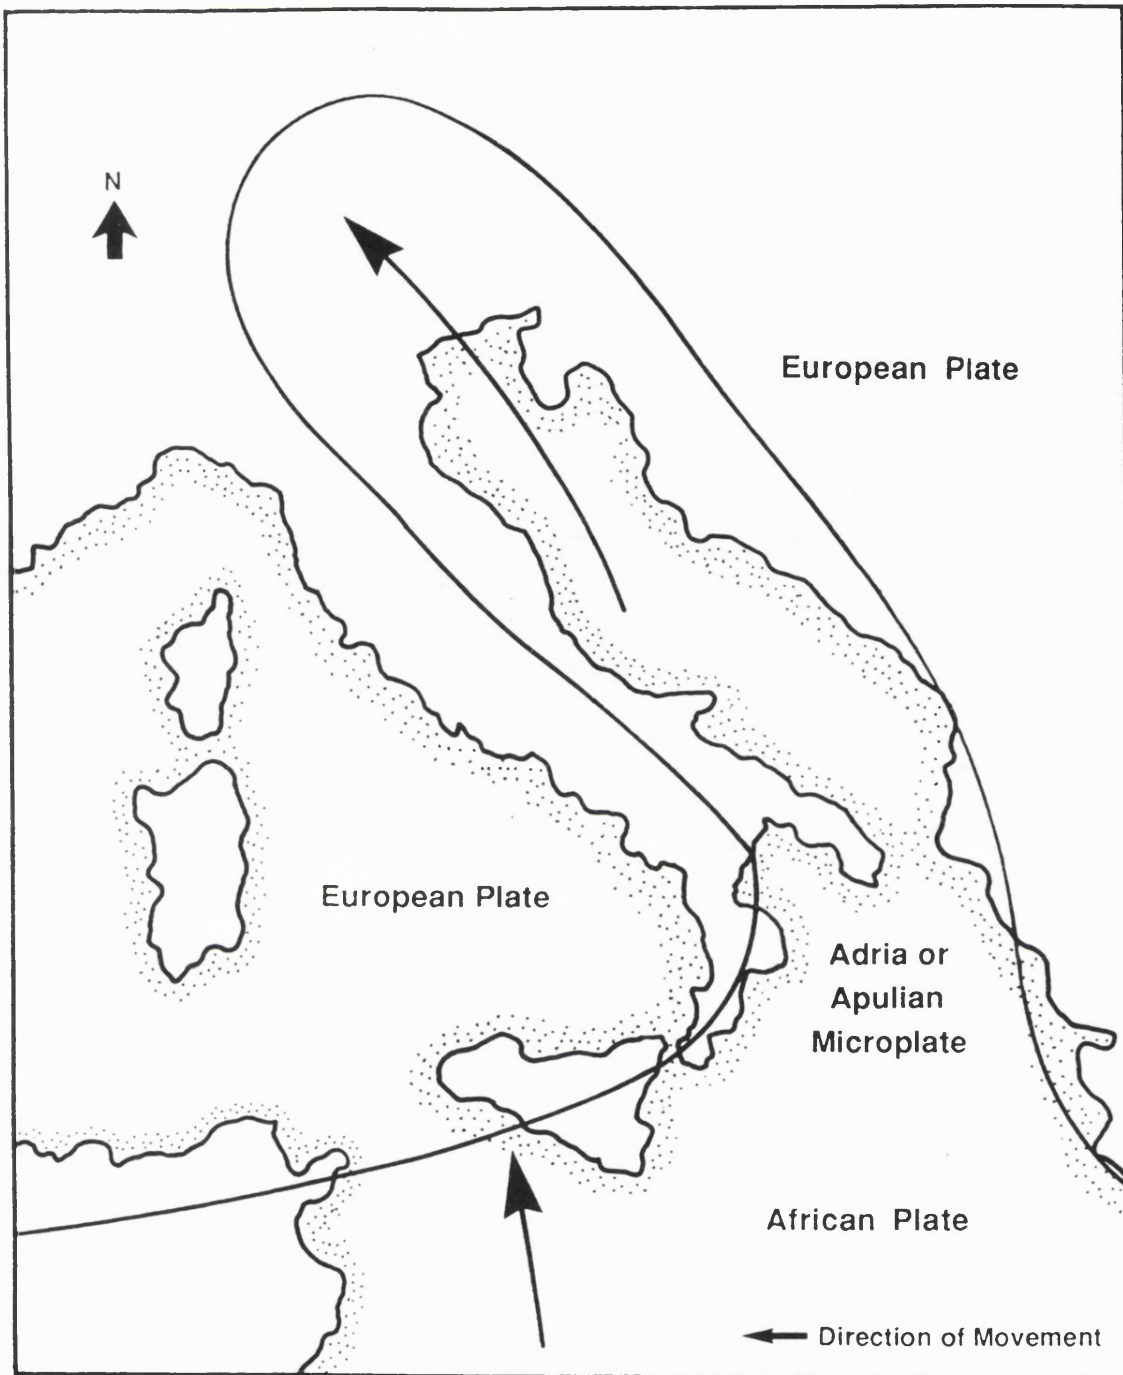 N
European Plate
European Plate
Adria or
Apulian
Microplate
African Plate
Direction of Movement